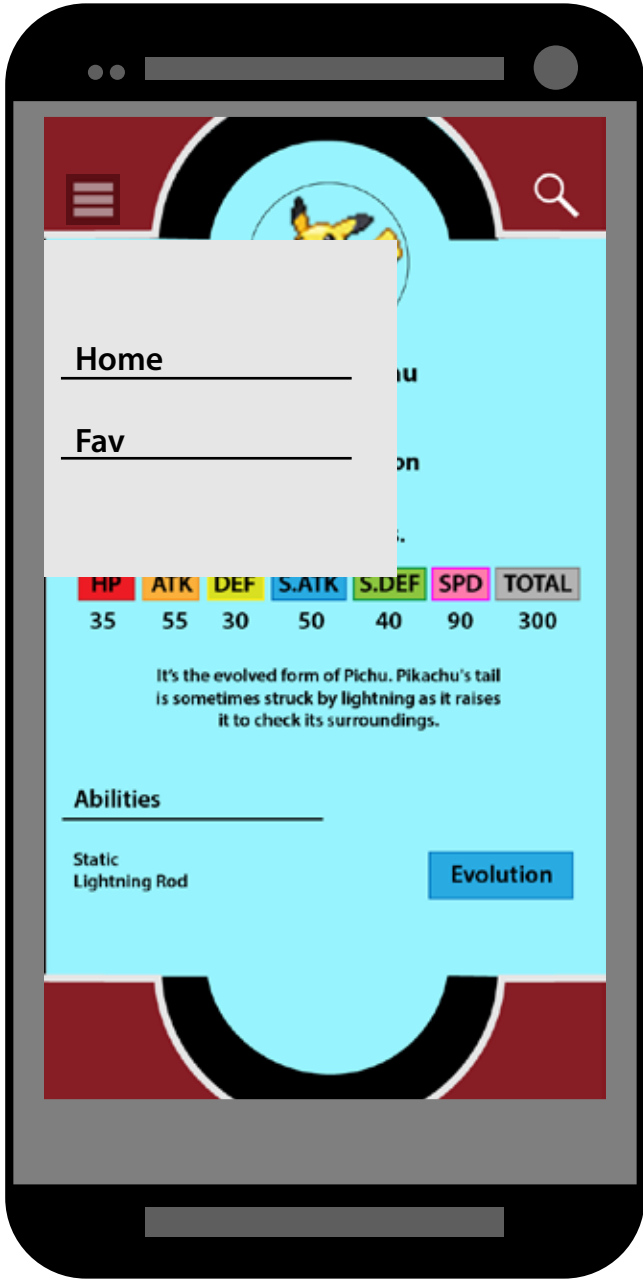 Home
Fav
HP ATK DEF S.ATK S.DEF SPD TOTAL
35 55 30 50 40 90 300
It's the evolved form of Pichu. Pikachu's tail
is sometimes struck by lightning as it raises
it to check its surroundings.
Abilities
Static
Lightning Rod
Evolution